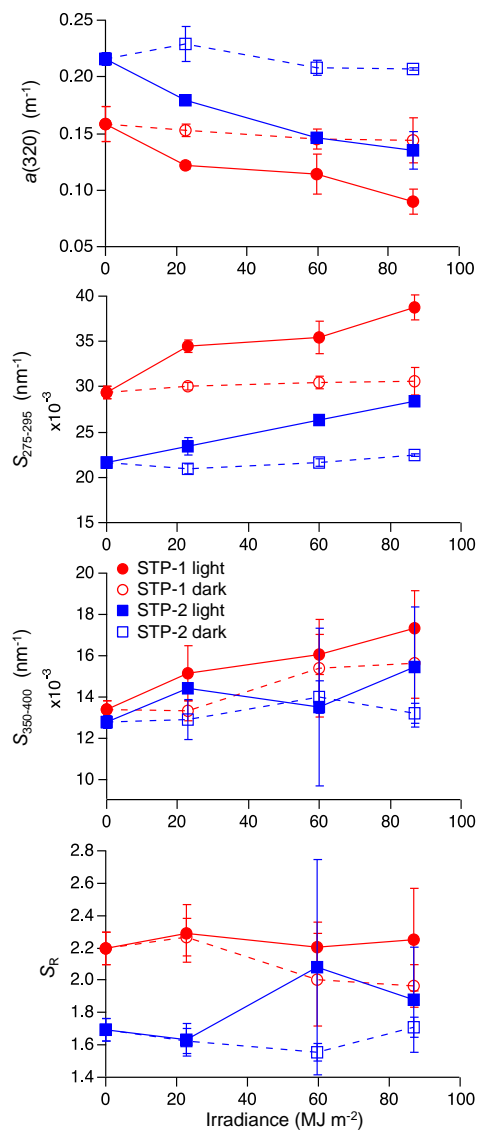 0.25
0.20
0.15
0.10
0.05
a(320) (m⁻¹)
0 20 40 60 80 100
40
35
30
25
20
15
S₂₇₅₋₂₉₅ (nm⁻¹)
x10⁻³
0 20 40 60 80 100
STP-1 light
STP-1 dark
STP-2 light
STP-2 dark
20
18
16
14
12
10
S₃₅₀₋₄₀₀ (nm⁻¹)
x10⁻³
0 20 40 60 80 100
2.8
2.6
2.4
2.2
2.0
1.8
1.6
1.4
S_R
0 20 40 60 80 100
Irradiance (MJ m⁻²)